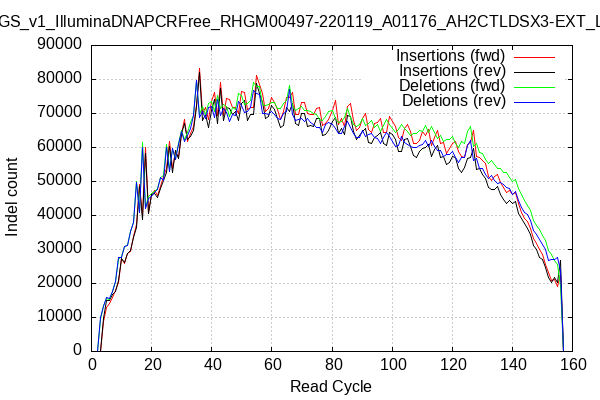 GS_v1_IlluminaDNAPCRFree_RHGM00497-220119_A01176_AH2CTLDSX3-EXT_L
Insertions (fwd)
Insertions (rev)
Deletions (fwd)
Deletions (rev)
90000
80000
70000
60000
50000
40000
30000
20000
10000
0
Indel count
0 20 40 60 80 100 120 140 160
Read Cycle